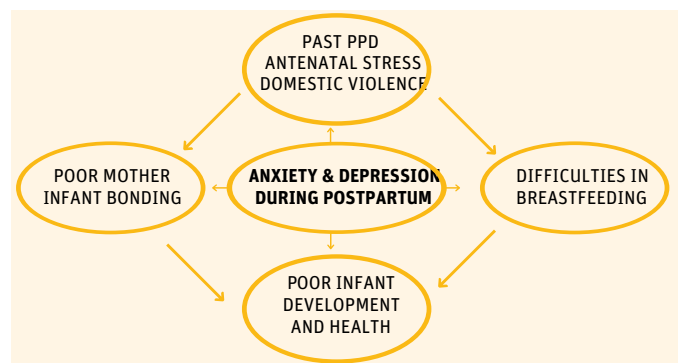 PAST PPD
ANTENATAL STRESS
DOMESTIC VIOLENCE
POOR MOTHER
INFANT BONDING
ANXIETY & DEPRESSION
DURING POSTPARTUM
DIFFICULTIES IN
BREASTFEEDING
POOR INFANT
DEVELOPMENT
AND HEALTH